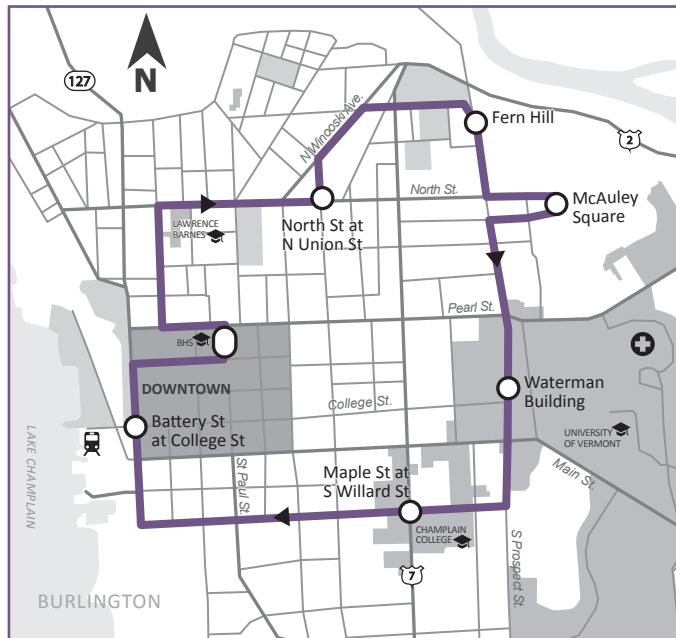 127
N
N Winooski Ave.
Fern Hill
2
North St.
McAuley
Square
LAWRENCE
BARNES
North St at
N Union St
Pearl St.
BHS
DOWNTOWN
College St.
Waterman
Building
Battery St
at College St
UNIVERSITY
OF VERMONT
LAKE CHAMPLAIN
Main St.
Maple St at
S Willard St
St Paul St.
CHAMPLAIN
COLLEGE
S Prospect St.
7
BURLINGTON